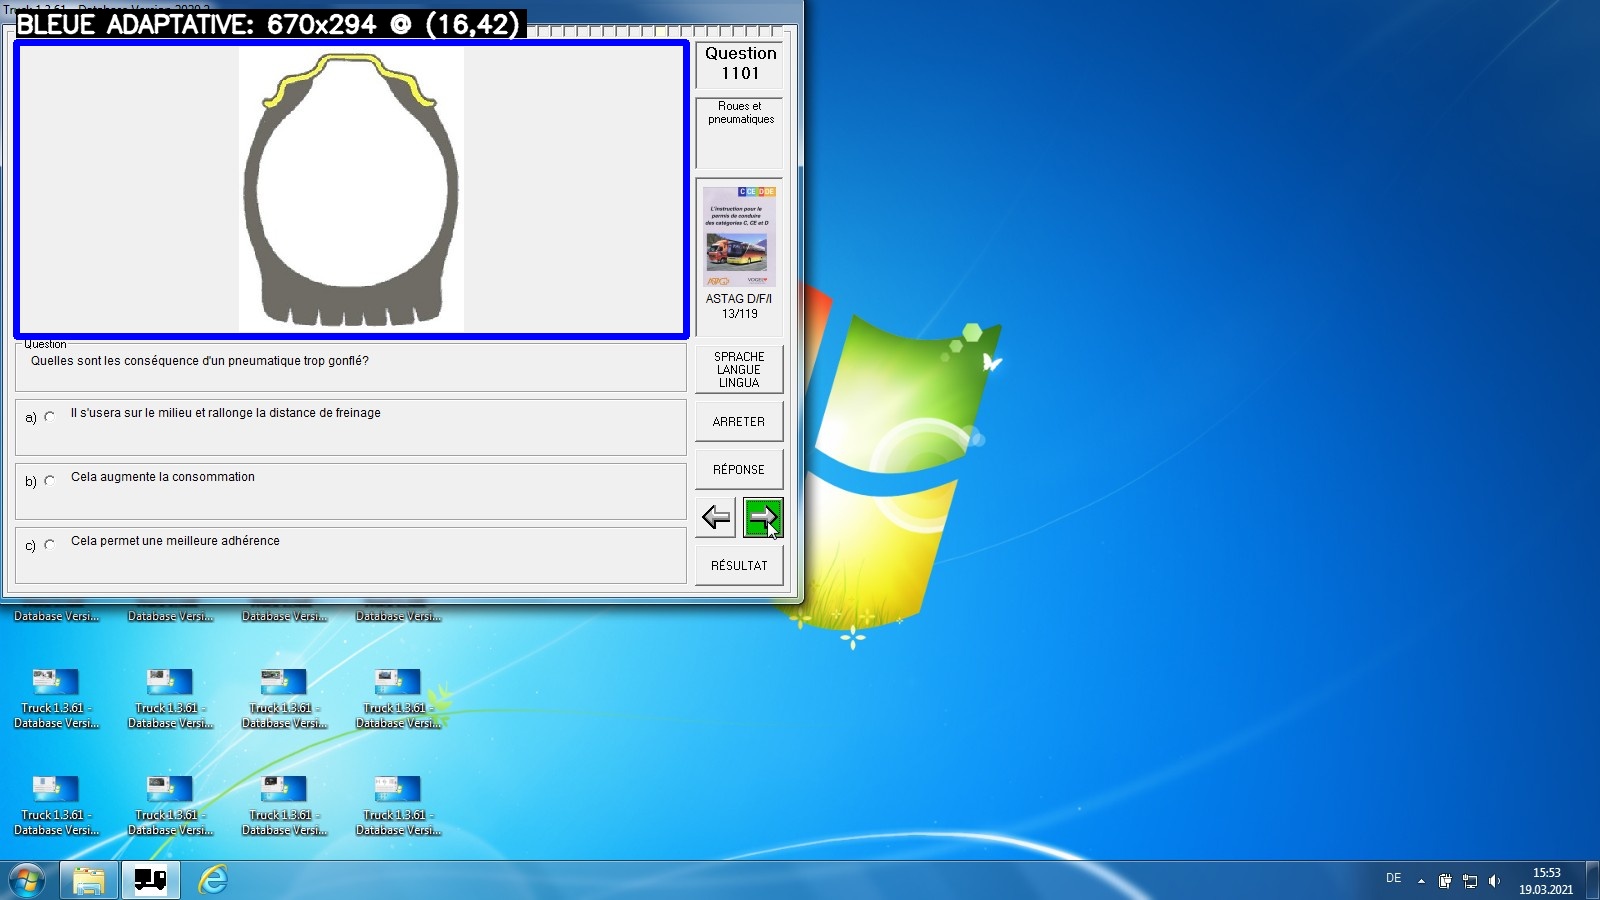 BLEUE ADAPTATIVE: 670x294 @ (16,42)
Question
1101
Roues et
pneumatiques
C CE D DE
L'instruction pour le
permis de conduire
des catégories C, CE et D
ASTAG D/F/I
13/119
Question
Quelles sont les conséquence d'un pneumatique trop gonflé?
SPRACHE
LANGUE
LINGUA
a) Il s'usera sur le milieu et rallonge la distance de freinage
ARRETER
b) Cela augmente la consommation
RÉPONSE
c) Cela permet une meilleure adhérence
RÉSULTAT
Database Versi...
Database Versi...
Database Versi...
Database Versi...
Truck 1.3.61 -
Database Versi...
Truck 1.3.61 -
Database Versi...
Truck 1.3.61 -
Database Versi...
Truck 1.3.61 -
Database Versi...
Truck 1.3.61 -
Database Versi...
Truck 1.3.61 -
Database Versi...
Truck 1.3.61 -
Database Versi...
Truck 1.3.61 -
Database Versi...
DE
15:53
19.03.2021